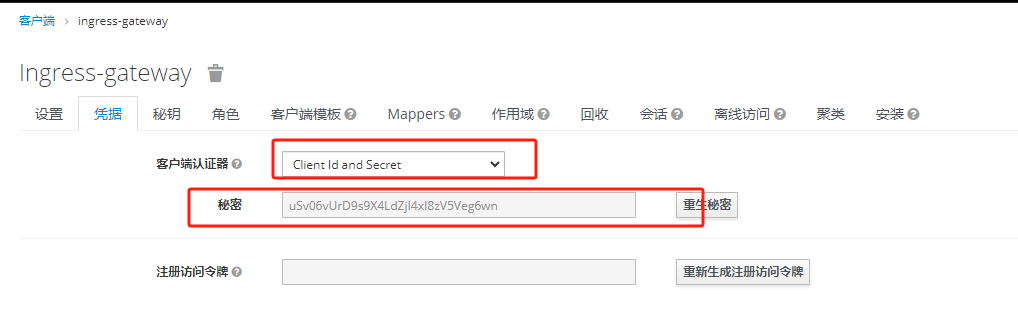 客户端 > ingress-gateway
Ingress-gateway
设置 凭据 秘钥 角色 客户端模板 Mappers 作用域 回收 会话 离线访问 聚类 安装
客户端认证器 Client Id and Secret
秘密 uSv06vUrD9s9X4LdZjI4xI8zV5Veg6wn 重生秘密
注册访问令牌 重新生成注册访问令牌